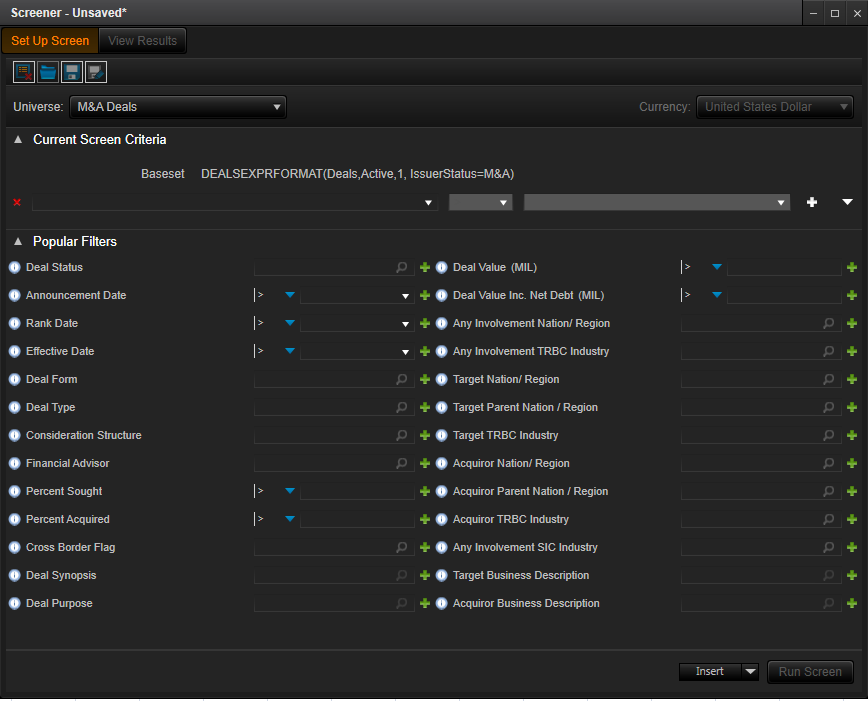 Screener - Unsaved*
Set Up Screen View Results
Universe: M&A Deals Currency: United States Dollar
Current Screen Criteria
Baseset DEALSEXPRFORMAT(Deals,Active,1, IssuerStatus=M&A)
Popular Filters
Deal Status Deal Value (MIL) >
Announcement Date > Deal Value Inc. Net Debt (MIL) >
Rank Date > Any Involvement Nation/ Region
Effective Date > Any Involvement TRBC Industry
Deal Form Target Nation/ Region
Deal Type Target Parent Nation / Region
Consideration Structure Target TRBC Industry
Financial Advisor Acquiror Nation/ Region
Percent Sought > Acquiror Parent Nation / Region
Percent Acquired > Acquiror TRBC Industry
Cross Border Flag Any Involvement SIC Industry
Deal Synopsis Target Business Description
Deal Purpose Acquiror Business Description
Insert Run Screen